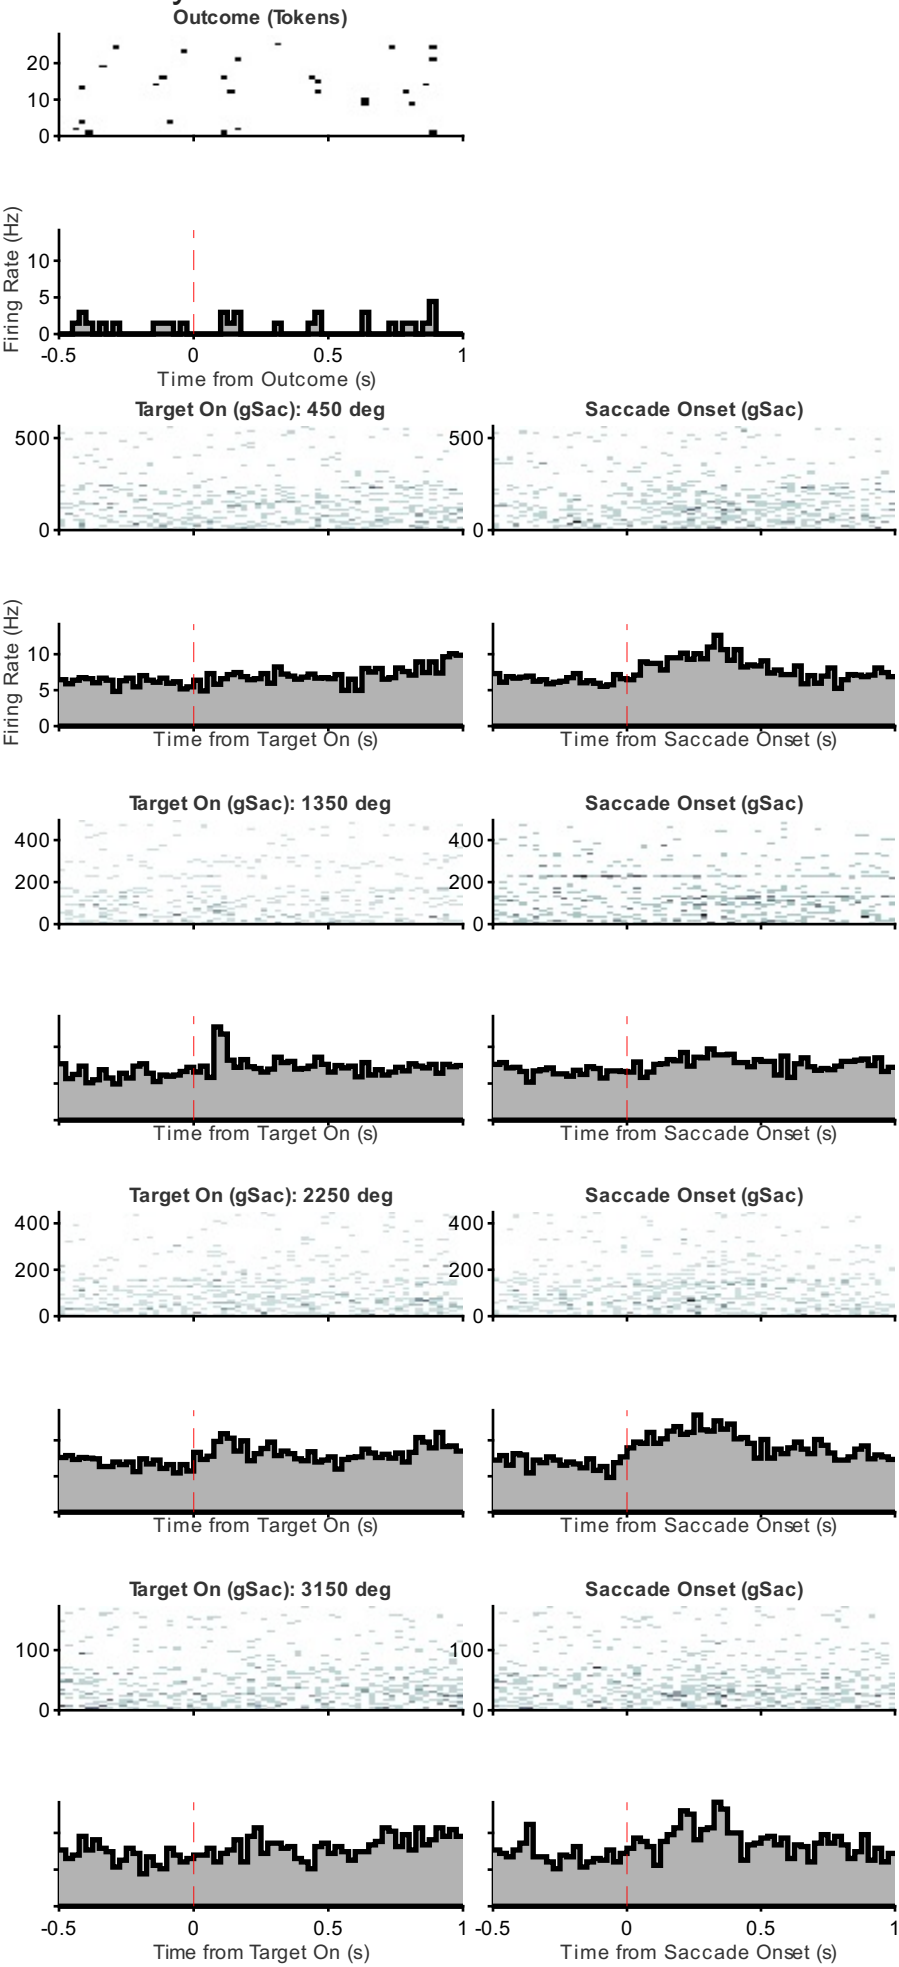 Outcome (Tokens)
20
10
0
Firing Rate (Hz)
10
5
0
-0.5 0 0.5 1
Time from Outcome (s)
Target On (gSac): 450 deg Saccade Onset (gSac)
500 500
0 0
Firing Rate (Hz)
10
5
0
Time from Target On (s) Time from Saccade Onset (s)
Target On (gSac): 1350 deg Saccade Onset (gSac)
400 400
200 200
0 0
Time from Target On (s) Time from Saccade Onset (s)
Target On (gSac): 2250 deg Saccade Onset (gSac)
400 400
200 200
0 0
Time from Target On (s) Time from Saccade Onset (s)
Target On (gSac): 3150 deg Saccade Onset (gSac)
100 100
0 0
-0.5 0 0.5 1 -0.5 0 0.5 1
Time from Target On (s) Time from Saccade Onset (s)